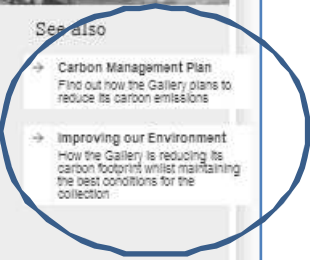 See also
→ Carbon Management Plan
Find out how the Gallery plans to
reduce its carbon emissions
→ Improving our Environment
How the Gallery is reducing its
carbon footprint whilst maintaining
the best conditions for the
collection